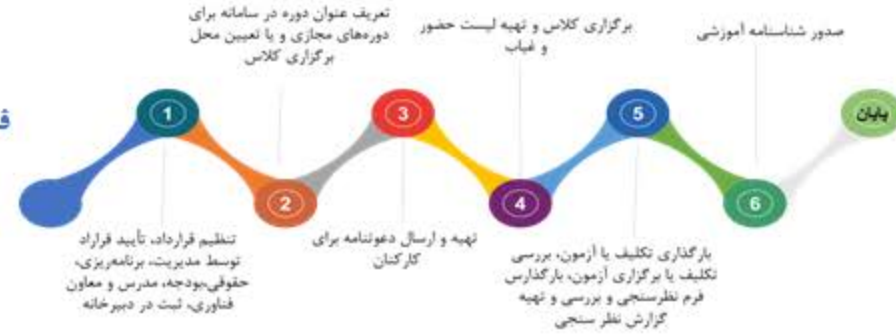 تعریف عنوان دوره در سامانه برای
دوره‌های مجازی و یا تعیین محل
برگزاری کلاس
برگزاری کلاس و تهیه لیست حضور
و غیاب
صدور شناسنامه آموزشی
1
2
3
4
5
6
پایان
تنظیم قرارداد، تأیید قراراد
توسط مدیریت، برنامه‌ریزی،
حقوقی،بودجه، مدرس و معاون
فناوری، ثبت در دبیرخانه
تهیه و ارسال دعوتنامه برای
کارکنان
بارگذاری تکلیف یا آزمون، بررسی
تکلیف یا برگزاری آزمون، بارگذارس
فرم نظرسنجی و بررسی و تهیه
گزارش نظر سنجی